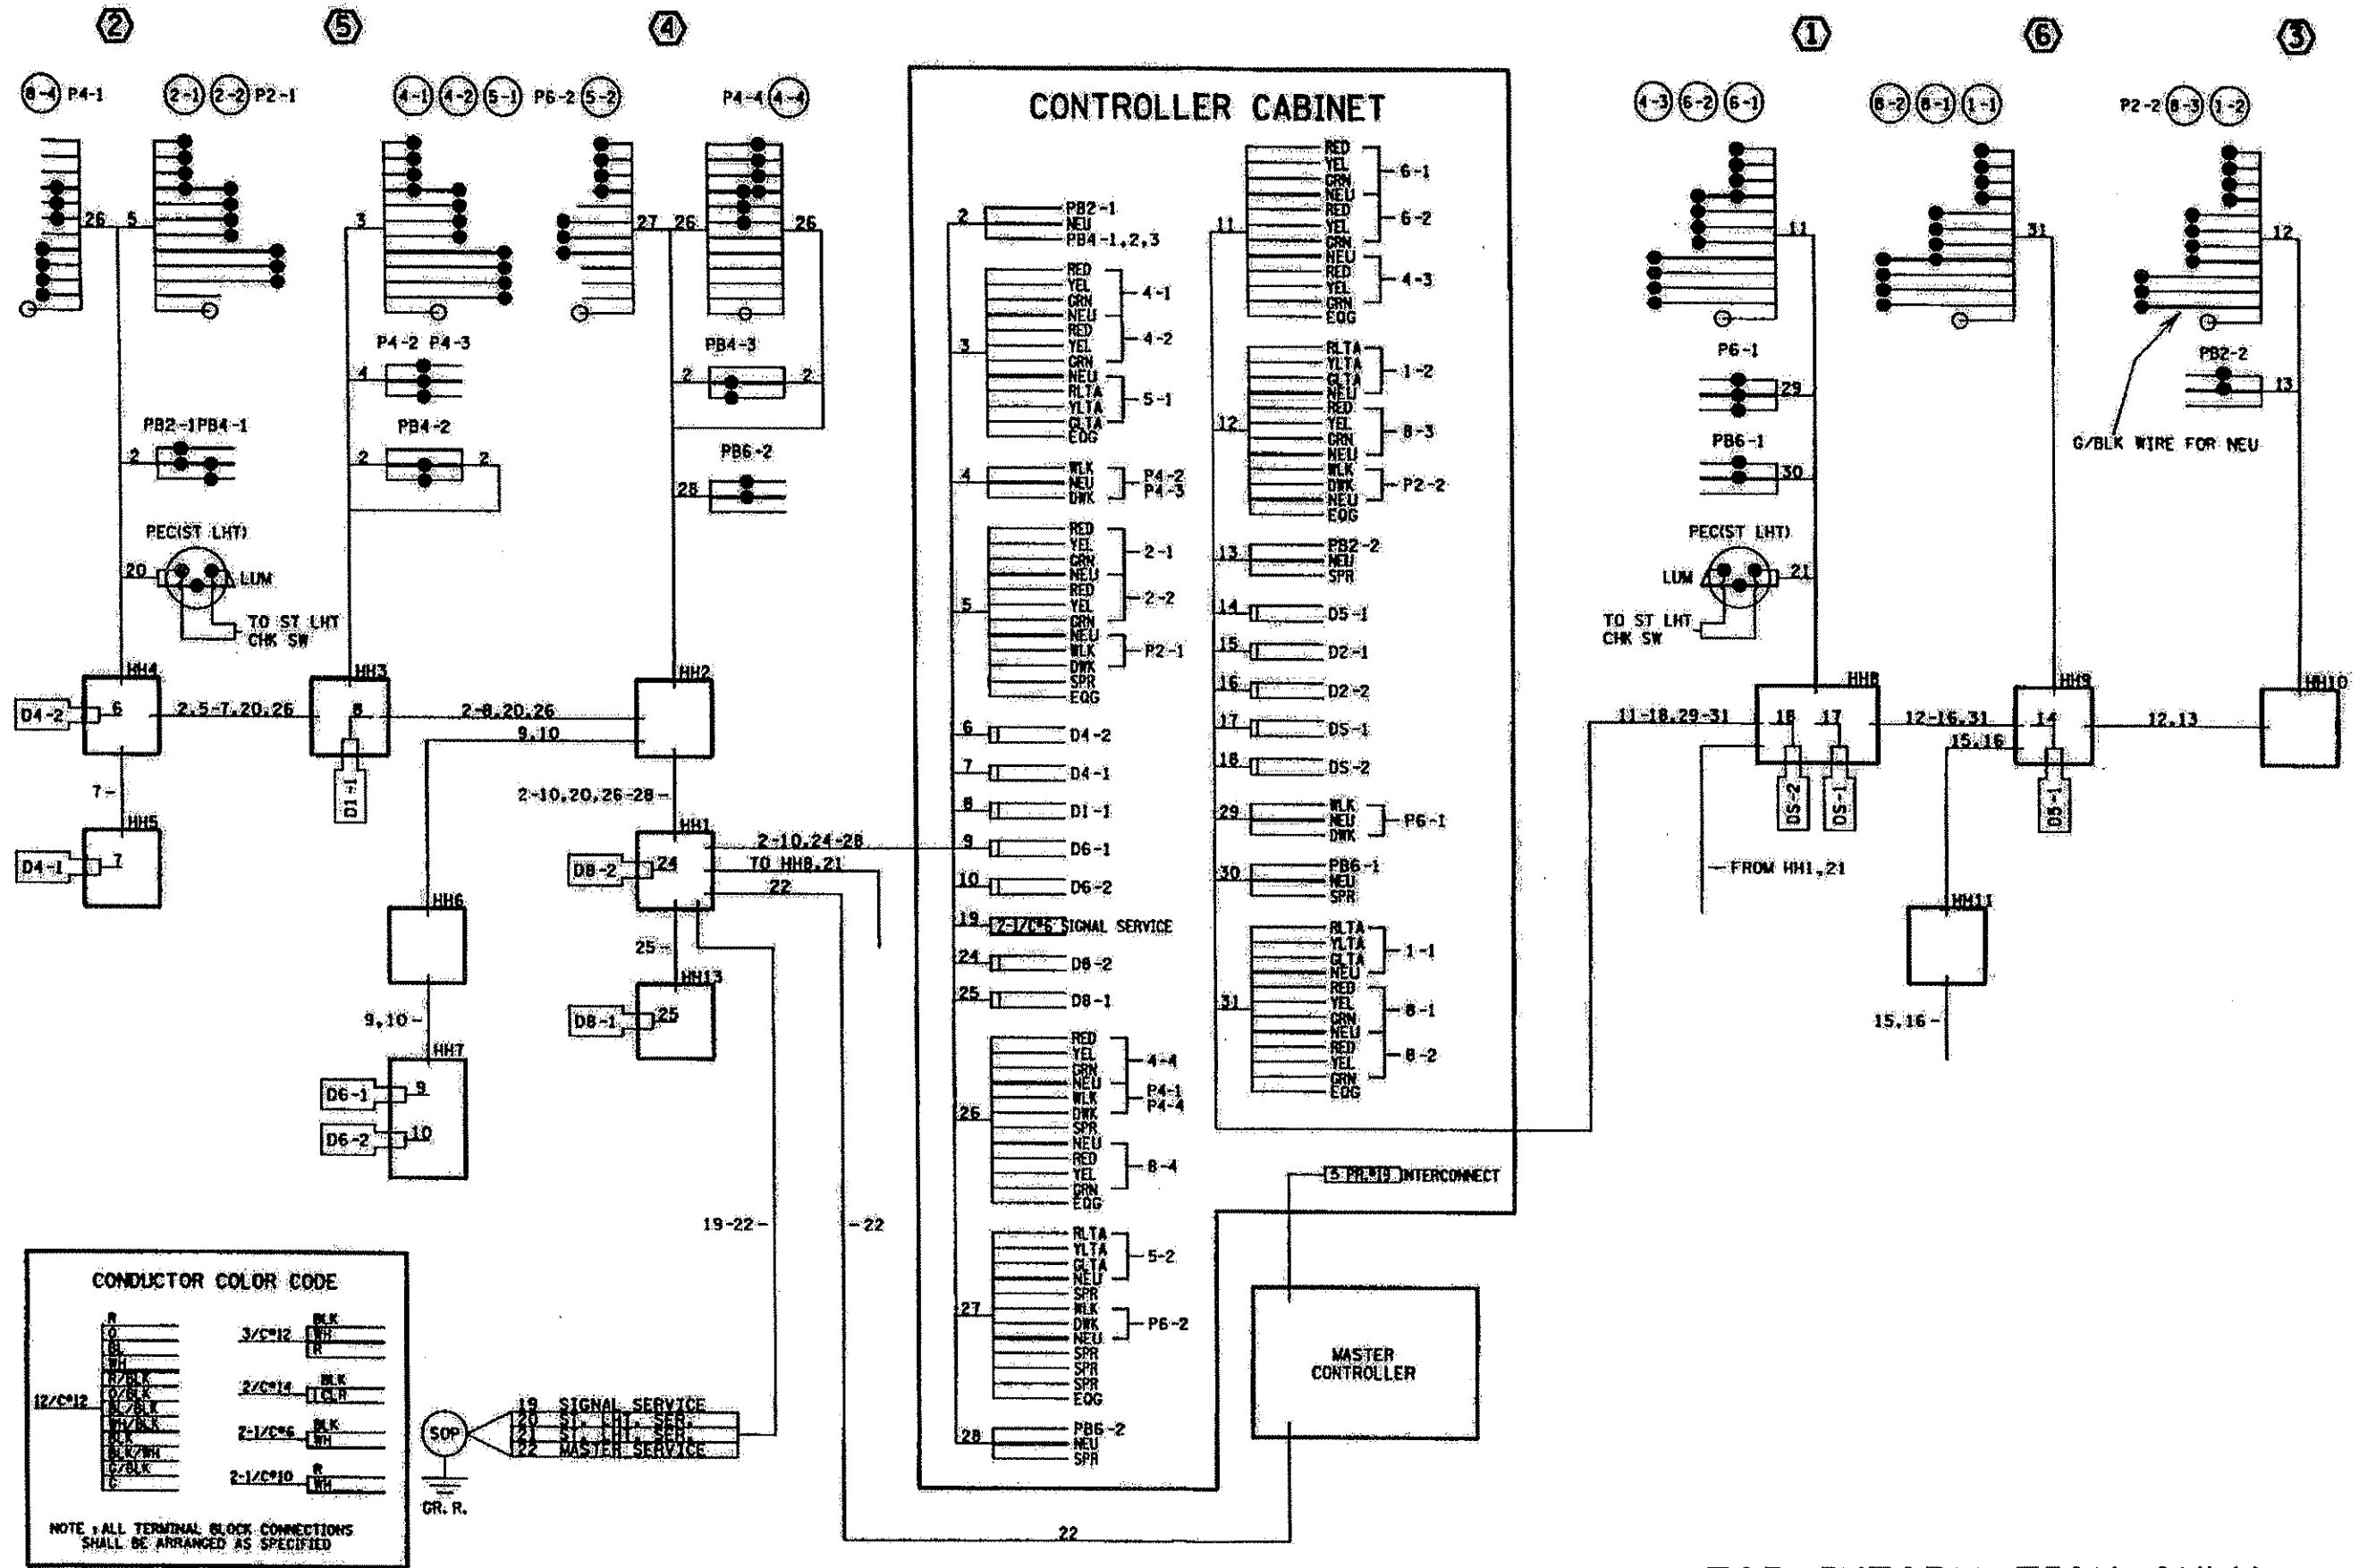 2 5 4 1 6 3
8-4 P4-1 2-1 2-2 P2-1
4-1 4-2 5-1 P6-2 5-2
P4-4 4-4
4-3 6-2 6-1
8-2 8-1 1-1
P2-2 8-3 1-2
26 5
3
27 26 26
11
31
12
P4-2 P4-3
4
PB4-2
2 2
PB4-3
2 2
PB6-2
28
PB2-1PB4-1
2
PEC(ST LHT)
20
LUM
TO ST LHT
CHK SW
P6-1
29
PB6-1
30
PEC(ST LHT)
LUM
21
TO ST LHT
CHK SW
PB2-2
13
G/BLK WIRE FOR NEU
HH4
D4-2
6
2,5-7,20,26
HH3
8
D1-1
2-8,20,26
9,10
HH2
7-
HH5
D4-1
7
2-10,20,26-28-
HH1
D8-2
24
2-10,24-28
TO HH8,21
22
HH6
25-
HH13
D8-1
25
9,10-
HH7
D6-1
9
D6-2
10
19-22-
-22
CONTROLLER CABINET
2
PB2-1
NEU
PB4-1,2,3
3
RED
YEL
GRN
NEU
RED
YEL
GRN
NEU
RLTA
YLTA
GLTA
EQG
4-1
4-2
5-1
4
WLK
NEU
DWK
P4-2
P4-3
5
RED
YEL
GRN
NEU
RED
YEL
GRN
NEU
WLK
DWK
SPR
EQG
2-1
2-2
P2-1
6 D4-2
7 D4-1
8 D1-1
9 D6-1
10 D6-2
19 2-1/C#6 SIGNAL SERVICE
24 D8-2
25 D8-1
26
RED
YEL
GRN
NEU
WLK
DWK
SPR
NEU
RED
YEL
GRN
EQG
4-4
P4-1
P4-4
8-4
27
RLTA
YLTA
GLTA
NEU
SPR
WLK
DWK
NEU
SPR
SPR
SPR
EQG
5-2
P6-2
28
PB6-2
NEU
SPR
11
RED
YEL
GRN
NEU
RED
YEL
GRN
NEU
RED
YEL
GRN
EQG
6-1
6-2
4-3
12
RLTA
YLTA
GLTA
NEU
RED
YEL
GRN
NEU
WLK
DWK
NEU
EQG
1-2
8-3
P2-2
13
PB2-2
NEU
SPR
14 D5-1
15 D2-1
16 D2-2
17 DS-1
18 DS-2
29
WLK
NEU
DWK
P6-1
30
PB6-1
NEU
SPR
31
RLTA
YLTA
GLTA
NEU
RED
YEL
GRN
NEU
RED
YEL
GRN
EQG
1-1
8-1
8-2
5 PR.#19 INTERCONNECT
MASTER
CONTROLLER
22
11-18,29-31
HH8
18 17
DS-2
DS-1
FROM HH1,21
12-16,31
15,16
HH9
14
D5-1
12,13
HH10
HH11
15,16-
CONDUCTOR COLOR CODE
12/C#12
R
O
BL
WH
R/BLK
O/BLK
BL/BLK
WH/BLK
BLK
BLK/WH
G/BLK
G
3/C#12
BLK
WH
R
2/C#14
BLK
CLR
2-1/C#6
BLK
WH
2-1/C#10
R
WH
NOTE : ALL TERMINAL BLOCK CONNECTIONS
SHALL BE ARRANGED AS SPECIFIED
SOP
GR. R.
19 SIGNAL SERVICE
20 ST. LHT. SER.
21 ST. LHT. SER.
22 MASTER SERVICE